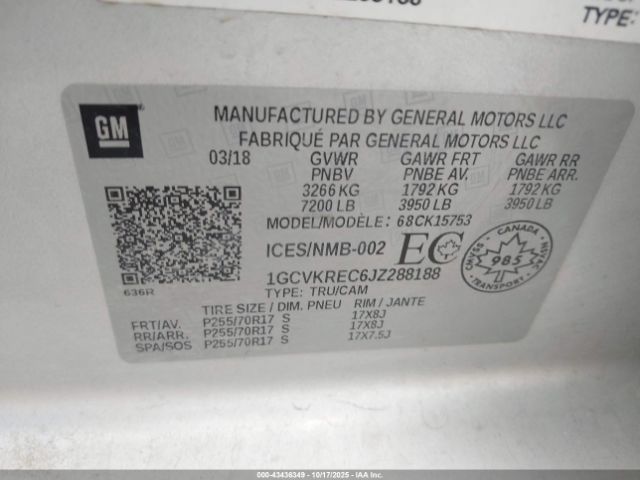 TYPE:
GM
MANUFACTURED BY GENERAL MOTORS LLC
FABRIQUÉ PAR GENERAL MOTORS LLC
03/18 GVWR GAWR FRT GAWR RR
PNBV PNBE AV. PNBE ARR.
3266 KG 1792 KG 1792 KG
7200 LB 3950 LB 3950 LB
MODEL/MODÈLE: 68CK15753
ICES/NMB-002 EC
CANADA
985
CMVSS
NSVAC
1GCVKREC6JZ288188
TYPE: TRU/CAM
636R
TIRE SIZE / DIM. PNEU RIM / JANTE
FRT/AV. P255/70R17 S 17X8J
RR/ARR. P255/70R17 S 17X8J
SPA/SOS P255/70R17 S 17X7.5J
000-43436349 - 10/17/2025 - IAAI, Inc.